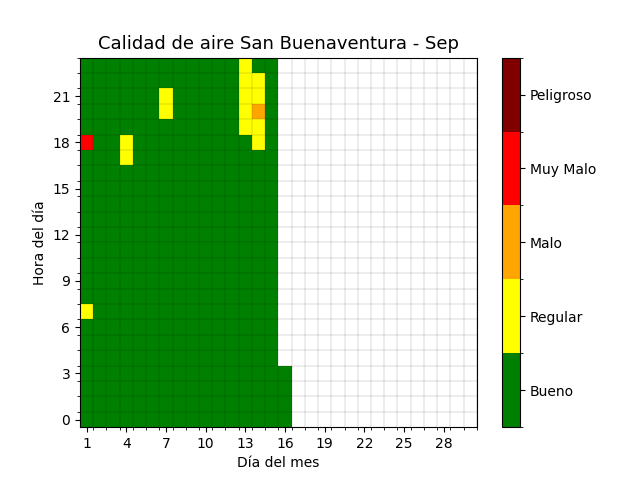 Calidad de aire San Buenaventura - Sep
Hora del día
21
18
15
12
9
6
3
0
1 4 7 10 13 16 19 22 25 28
Día del mes
Peligroso
Muy Malo
Malo
Regular
Bueno